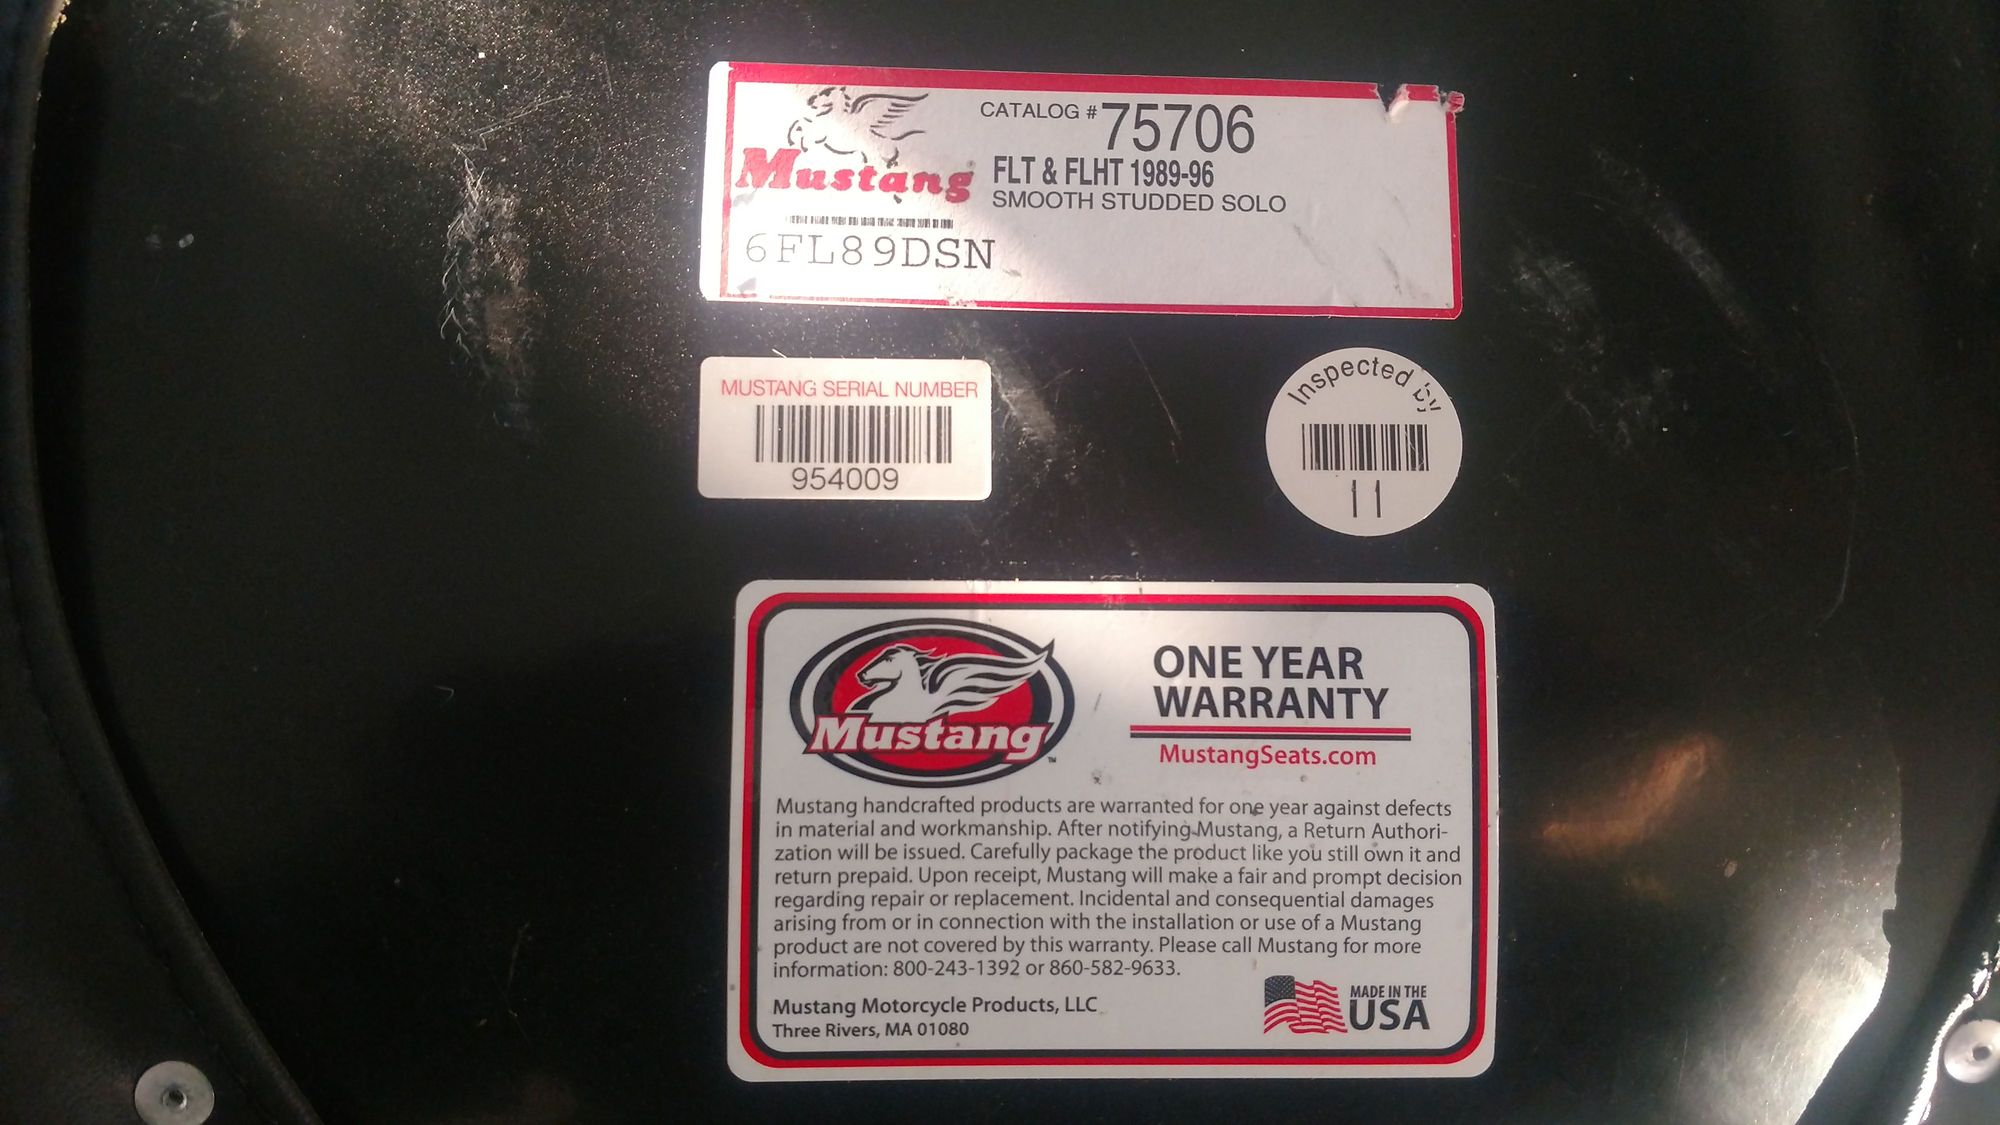 Mustang
CATALOG # 75706
FLT & FLHT 1989-96
SMOOTH STUDDED SOLO
6FL89DSN
MUSTANG SERIAL NUMBER
954009
Inspected by
11
Mustang™
ONE YEAR
WARRANTY
MustangSeats.com
Mustang handcrafted products are warranted for one year against defects
in material and workmanship. After notifying Mustang, a Return Authori-
zation will be issued. Carefully package the product like you still own it and
return prepaid. Upon receipt, Mustang will make a fair and prompt decision
regarding repair or replacement. Incidental and consequential damages
arising from or in connection with the installation or use of a Mustang
product are not covered by this warranty. Please call Mustang for more
information: 800-243-1392 or 860-582-9633.
Mustang Motorcycle Products, LLC
Three Rivers, MA 01080
MADE IN THE
USA